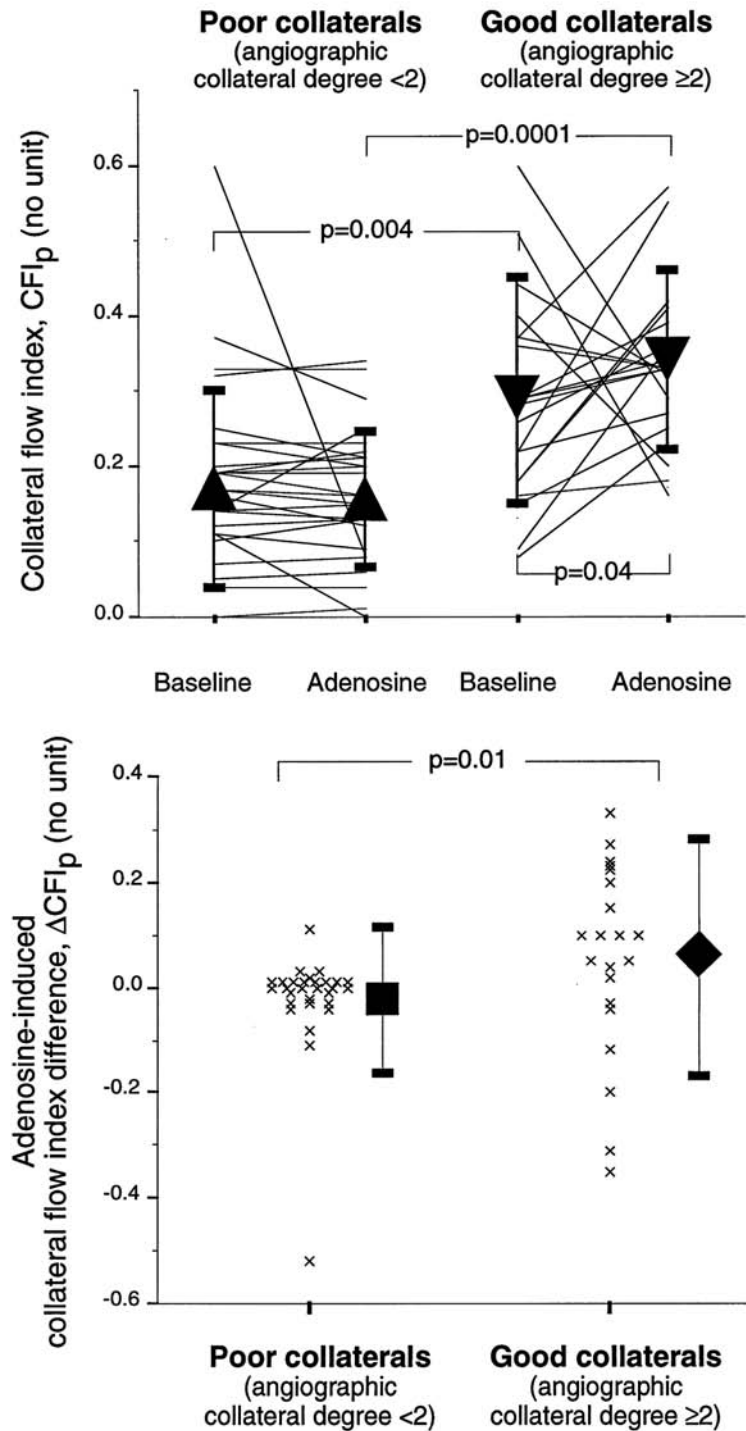 Poor collaterals Good collaterals
(angiographic (angiographic
collateral degree <2) collateral degree ≥2)
Collateral flow index, CFIp (no unit)
0.6
0.4
0.2
0.0
p=0.0001
p=0.004
p=0.04
Baseline Adenosine Baseline Adenosine
Adenosine-induced
collateral flow index difference, ΔCFIp (no unit)
0.4
0.2
0.0
-0.2
-0.4
-0.6
p=0.01
Poor collaterals Good collaterals
(angiographic (angiographic
collateral degree <2) collateral degree ≥2)